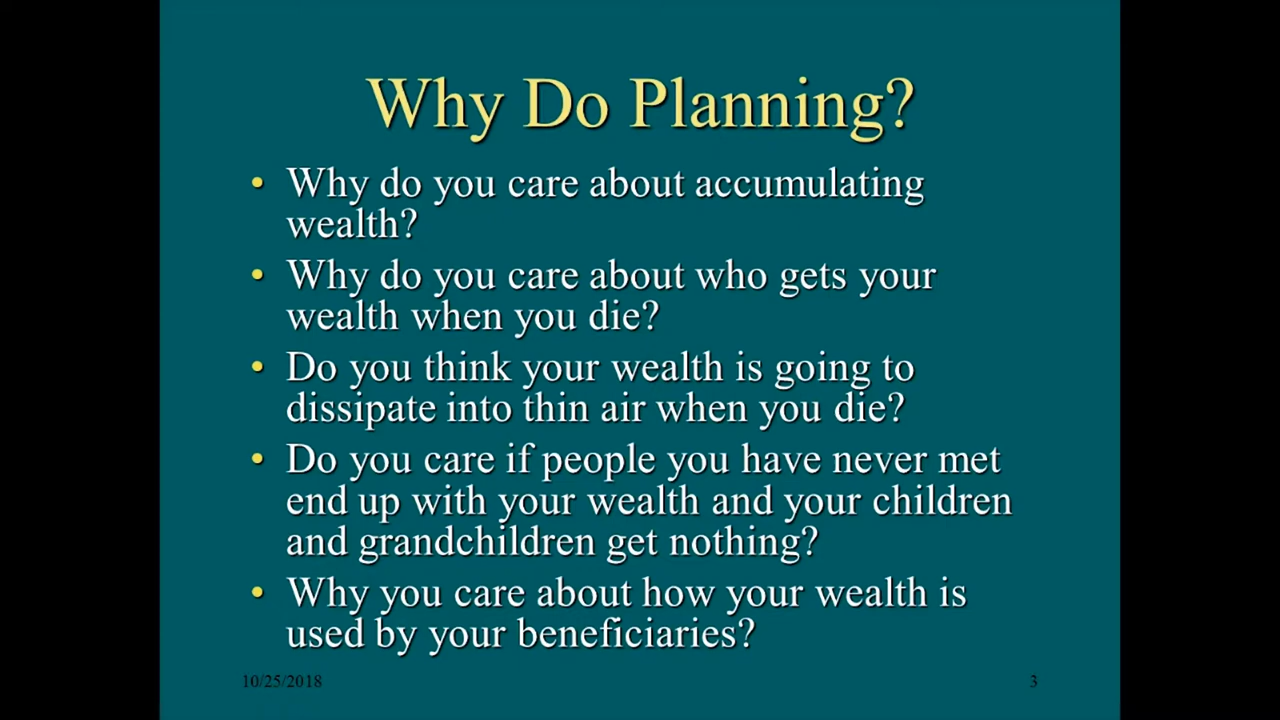 Why Do Planning?
• Why do you care about accumulating
wealth?
• Why do you care about who gets your
wealth when you die?
• Do you think your wealth is going to
dissipate into thin air when you die?
• Do you care if people you have never met
end up with your wealth and your children
and grandchildren get nothing?
• Why you care about how your wealth is
used by your beneficiaries?
10/25/2018
3